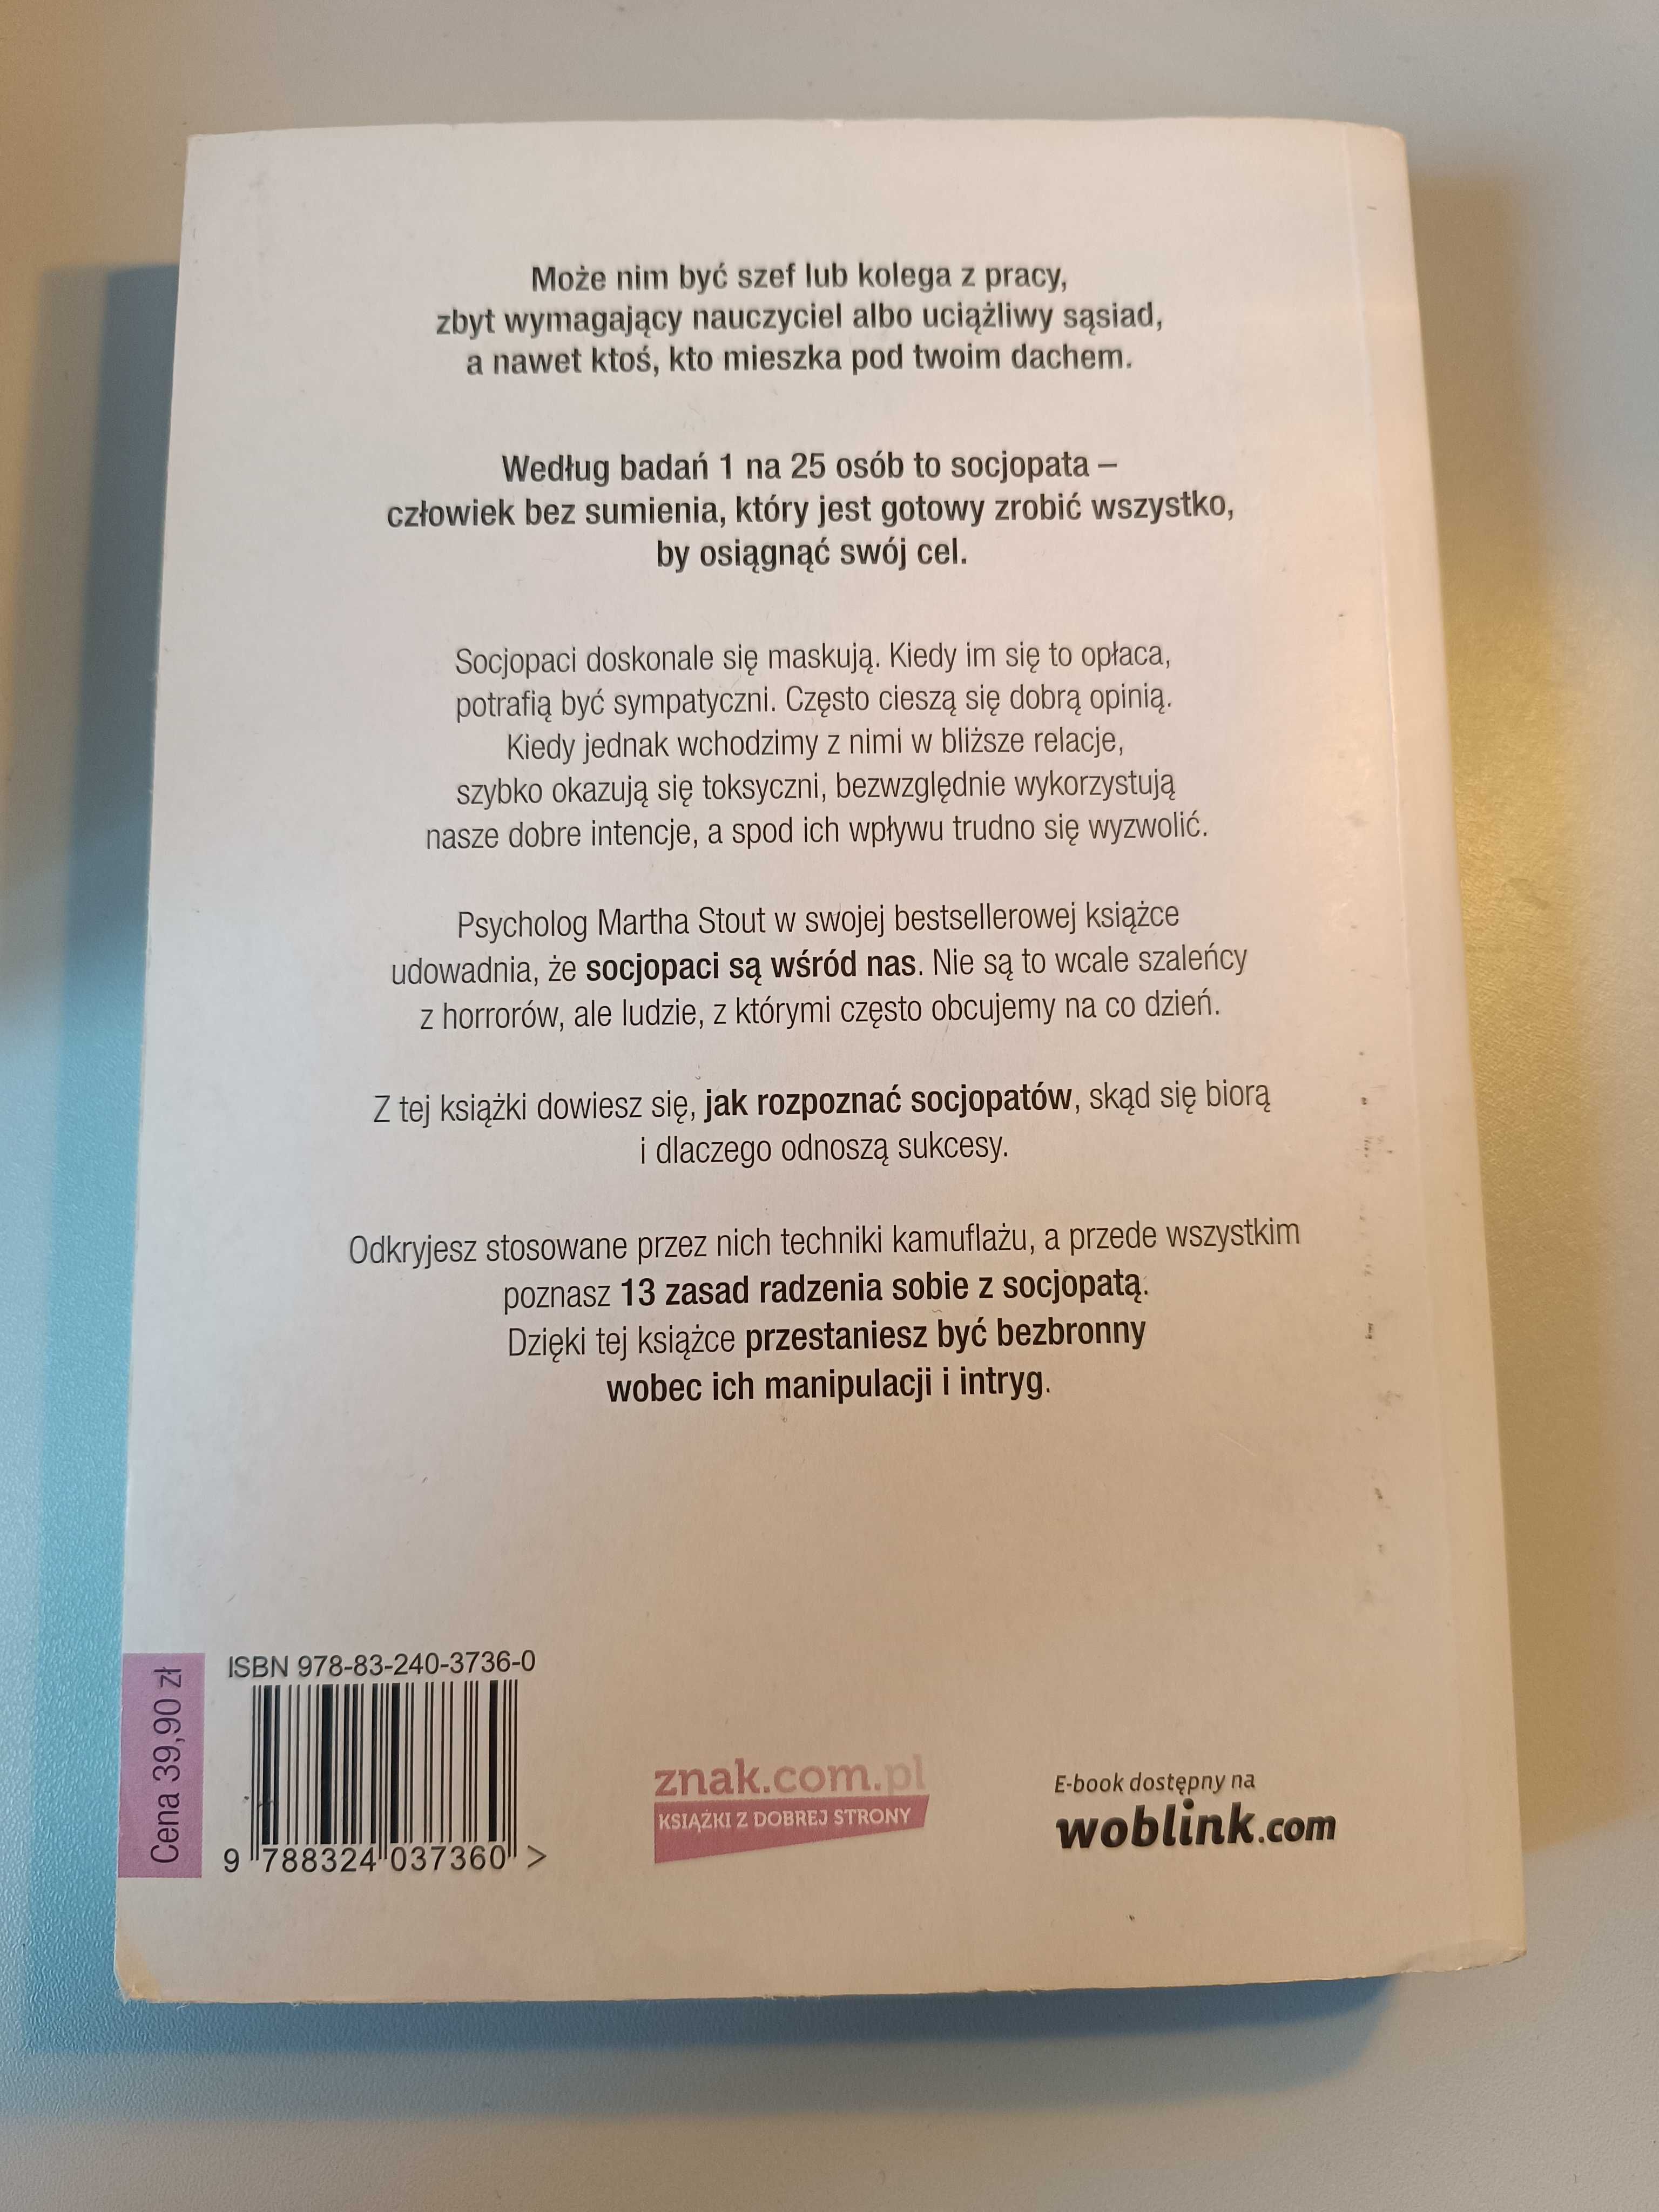 Może nim być szef lub kolega z pracy,
zbyt wymagający nauczyciel albo uciążliwy sąsiad,
a nawet ktoś, kto mieszka pod twoim dachem.
Według badań 1 na 25 osób to socjopata –
człowiek bez sumienia, który jest gotowy zrobić wszystko,
by osiągnąć swój cel.
Socjopaci doskonale się maskują. Kiedy im się to opłaca,
potrafią być sympatyczni. Często cieszą się dobrą opinią.
Kiedy jednak wchodzimy z nimi w bliższe relacje,
szybko okazują się toksyczni, bezwzględnie wykorzystują
nasze dobre intencje, a spod ich wpływu trudno się wyzwolić.
Psycholog Martha Stout w swojej bestsellerowej książce
udowadnia, że socjopaci są wśród nas. Nie są to wcale szaleńcy
z horrorów, ale ludzie, z którymi często obcujemy na co dzień.
Z tej książki dowiesz się, jak rozpoznać socjopatów, skąd się biorą
i dlaczego odnoszą sukcesy.
Odkryjesz stosowane przez nich techniki kamuflażu, a przede wszystkim
poznasz 13 zasad radzenia sobie z socjopatą.
Dzięki tej książce przestaniesz być bezbronny
wobec ich manipulacji i intryg.
Cena 39,90 zł
ISBN 978-83-240-3736-0
9 788324 037360 >
znak.com.pl
KSIĄŻKI Z DOBREJ STRONY
E-book dostępny na
woblink.com